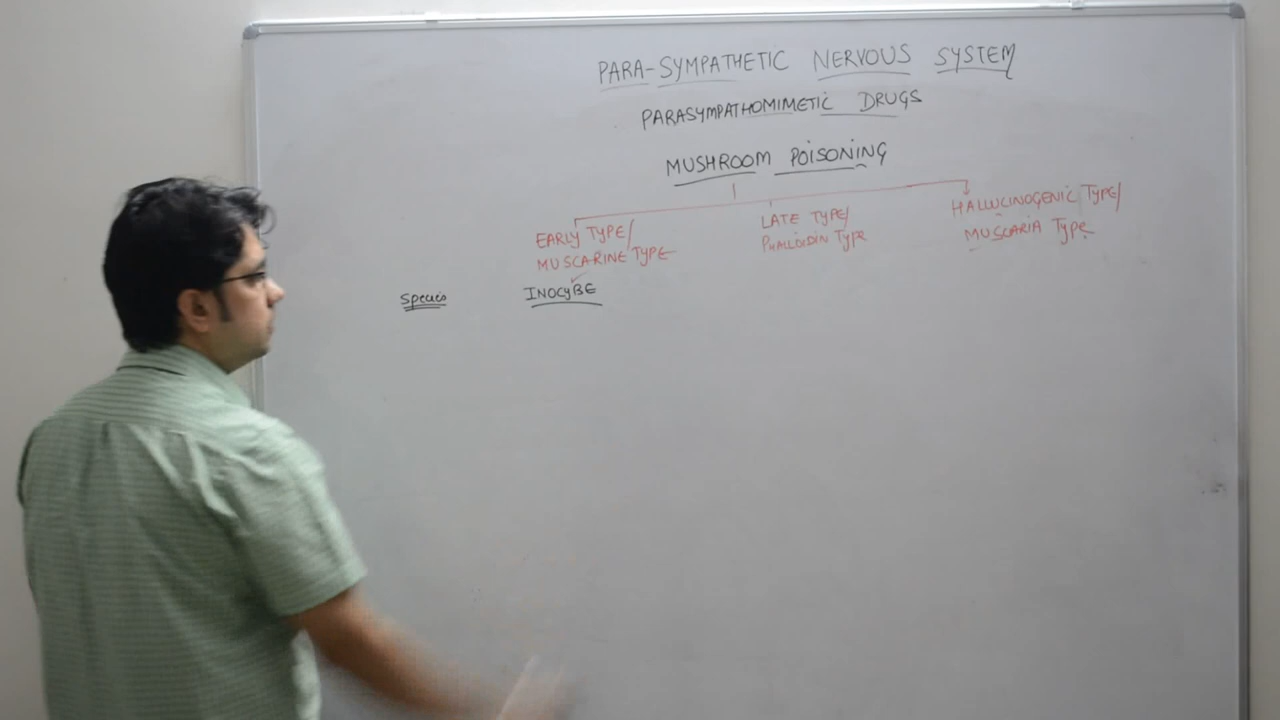 PARA-SYMPATHETIC NERVOUS SYSTEM
PARASYMPATHOMIMETIC DRUGS
MUSHROOM POISONING
EARLY TYPE/
MUSCARINE TYPE
LATE TYPE/
PHALLOIDIN TYPE
HALLUCINOGENIC TYPE/
MUSCARIA TYPE
Species
INOCYBE